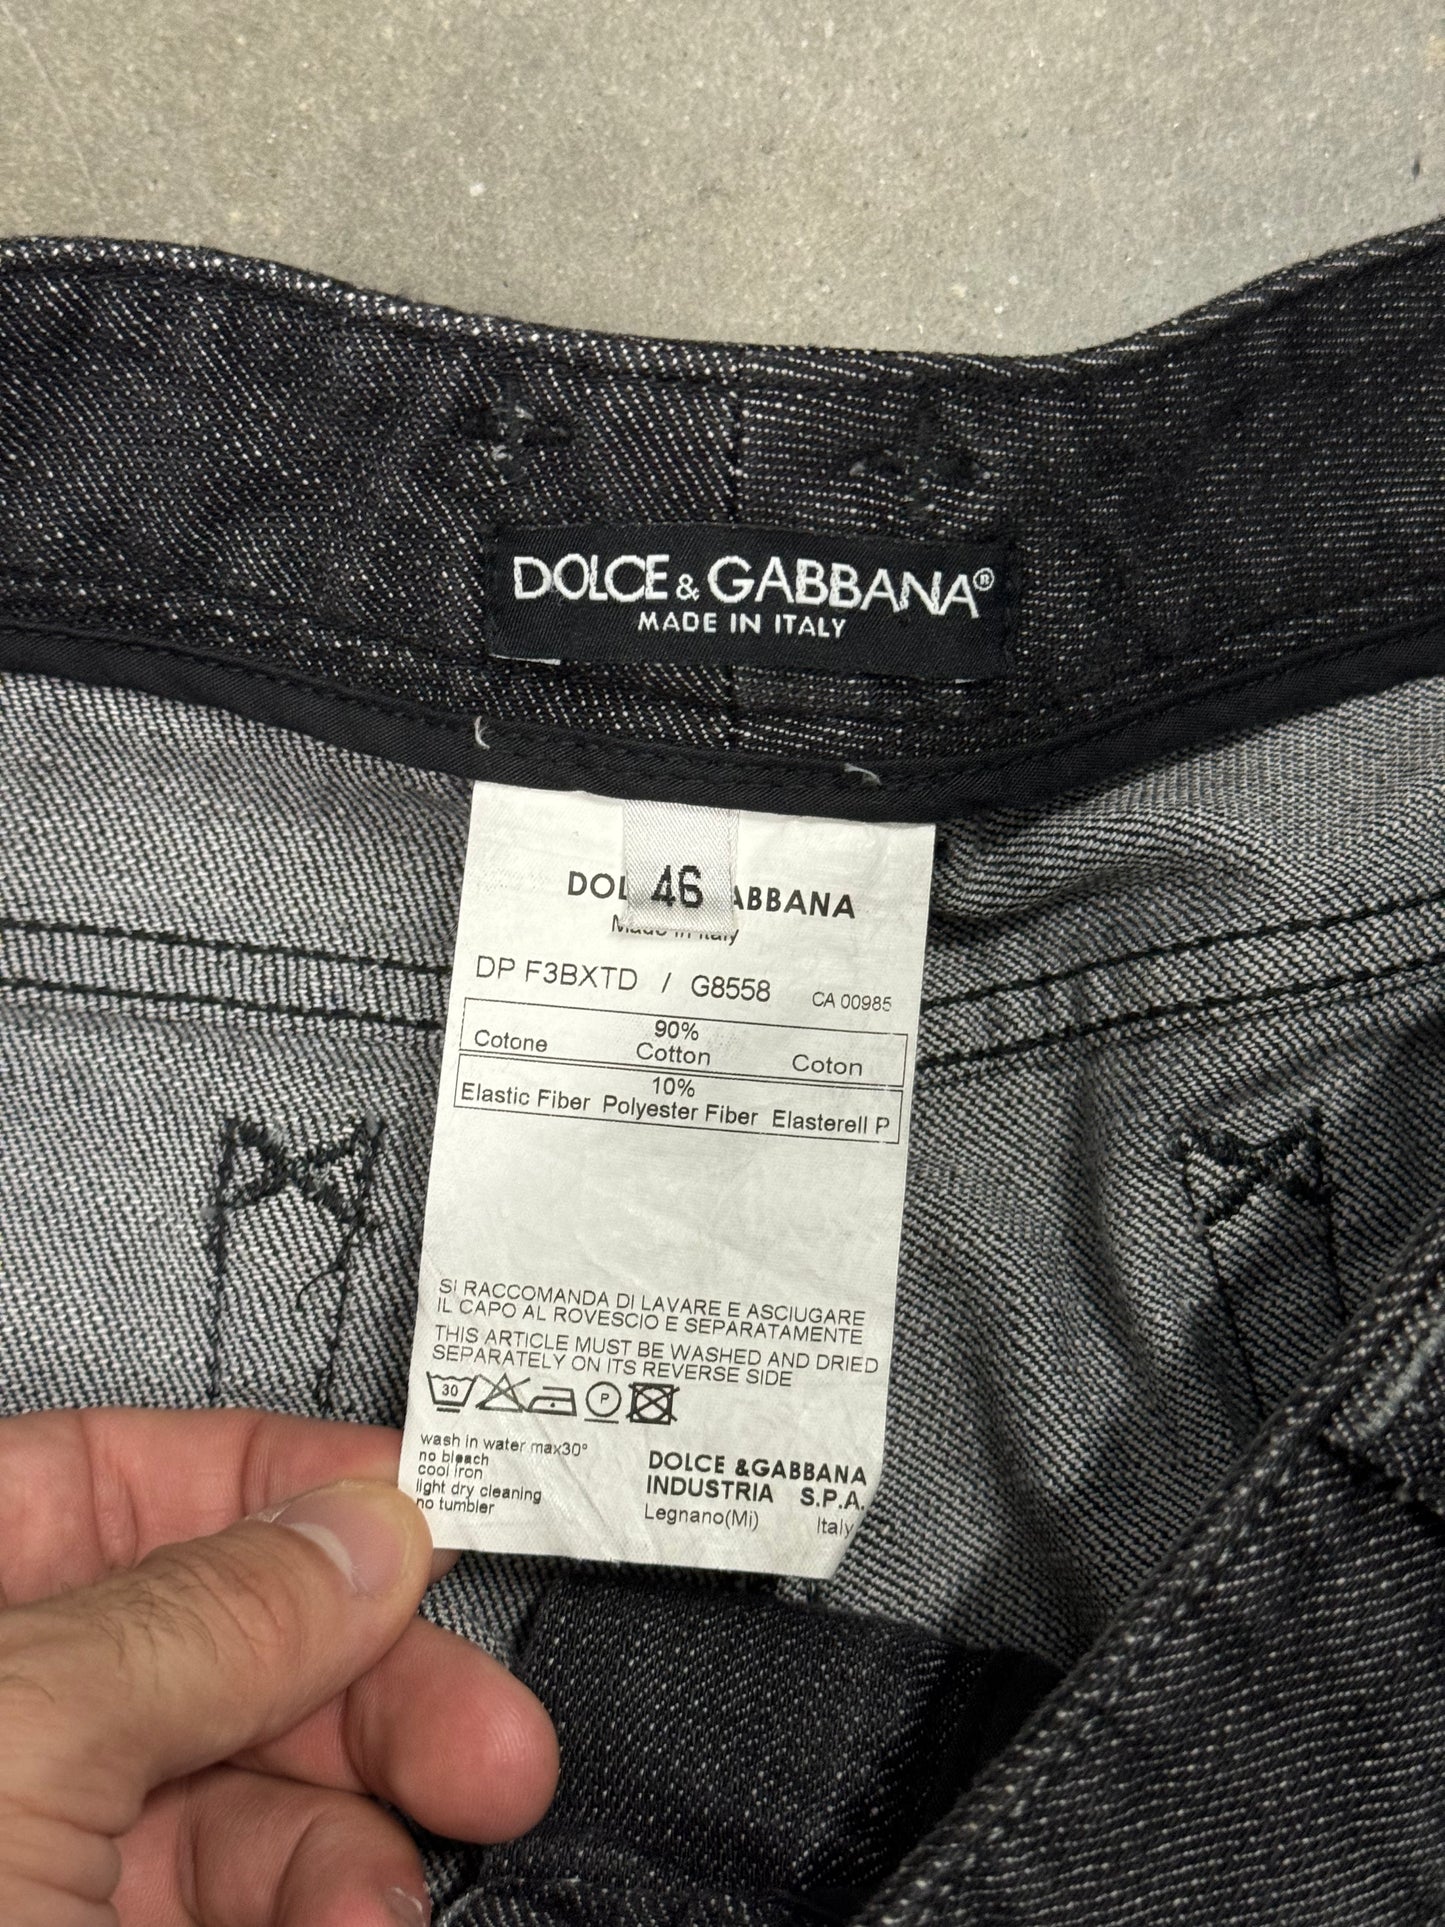 DOLCE & GABBANA®
MADE IN ITALY
46
DOL ABBANA
Made in Italy
DP F3BXTD / G8558 CA 00985
90%
Cotone Cotton Coton
10%
Elastic Fiber Polyester Fiber Elasterell P
SI RACCOMANDA DI LAVARE E ASCIUGARE
IL CAPO AL ROVESCIO E SEPARATAMENTE
THIS ARTICLE MUST BE WASHED AND DRIED
SEPARATELY ON ITS REVERSE SIDE
30 P
wash in water max30°
no bleach
cool iron
light dry cleaning
no tumbler
DOLCE &GABBANA
INDUSTRIA S.P.A.
Legnano(Mi) Italy